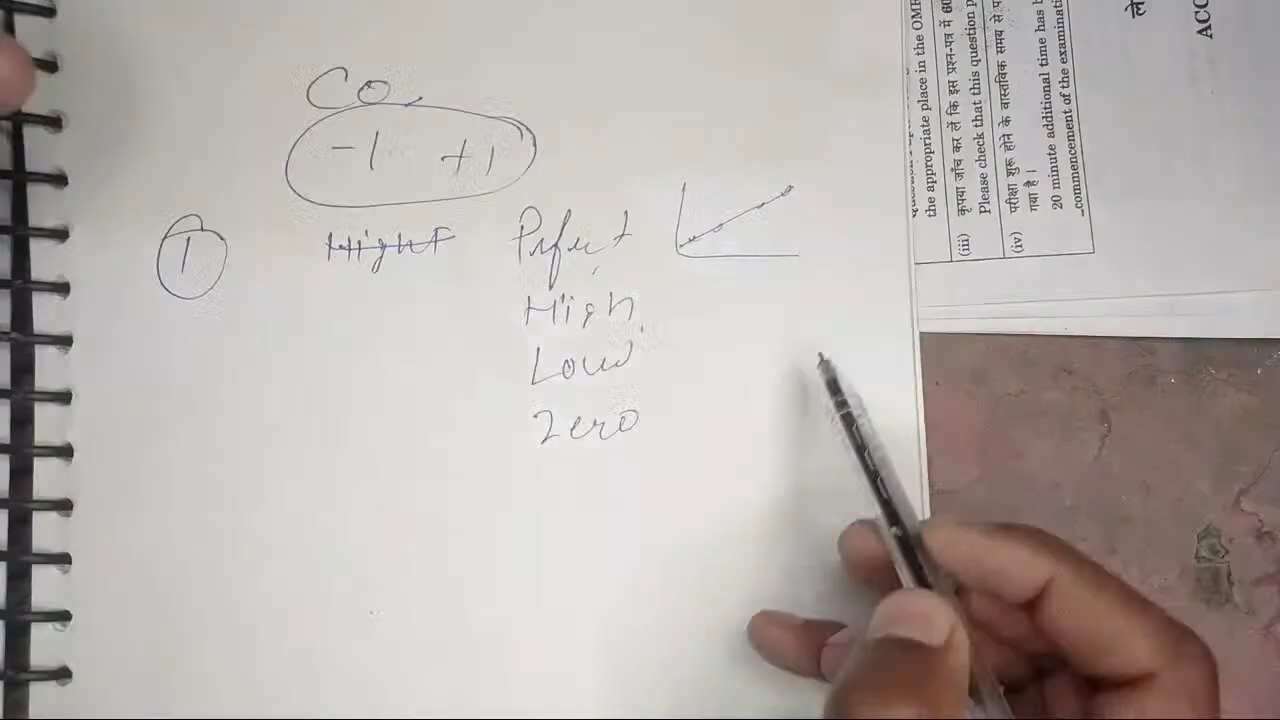 Co.
-1 +1
1
Hight
Pefect
High
Low
Zero
the appropriate place in the OMR
(iii) कृपया जाँच कर लें कि इस प्रश्न-पत्र में 60
Please check that this question p
(iv) परीक्षा शुरू होने के वास्तविक समय से प
गया है ।
20 minute additional time has b
commencement of the examinati
ले
ACC